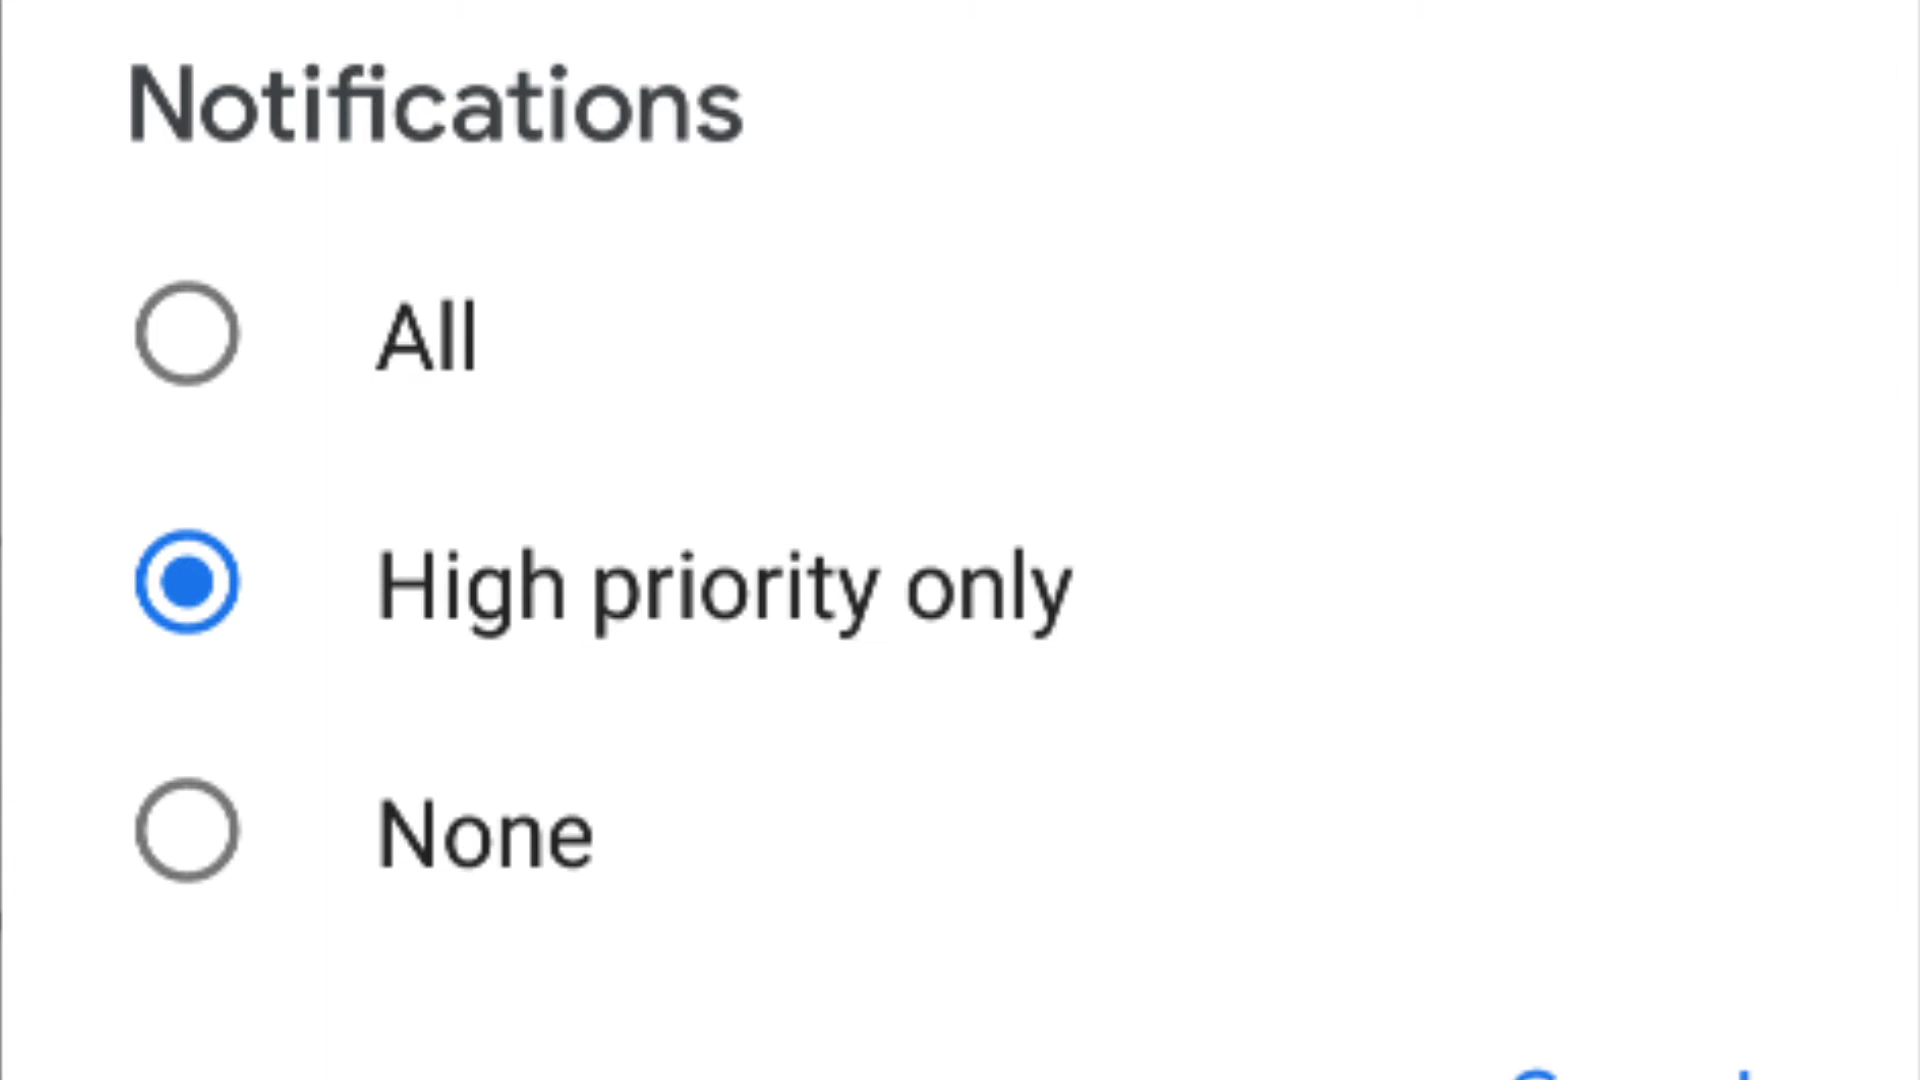 Notifications
All
High priority only
None